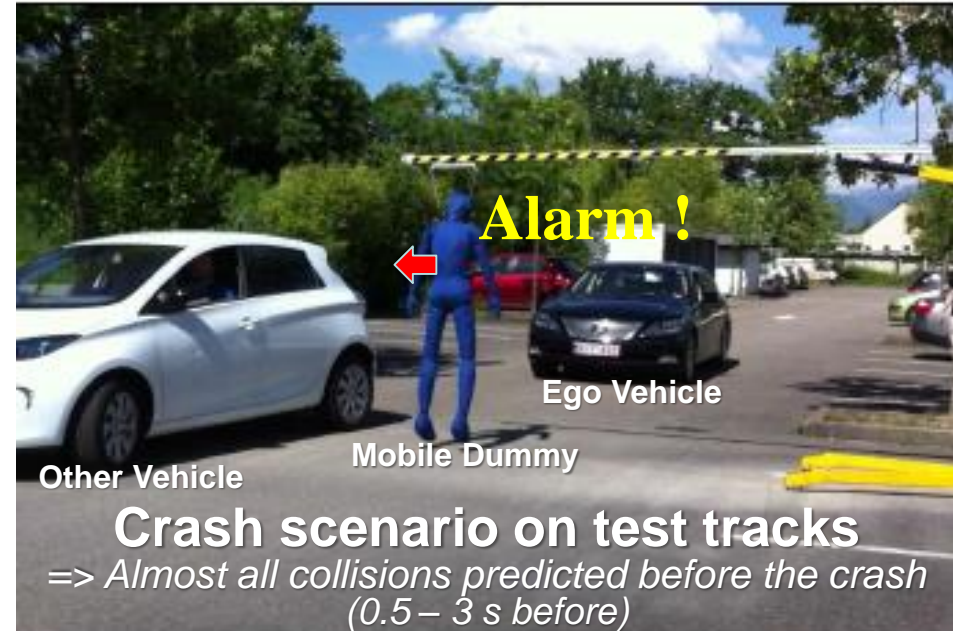 Alarm !
Ego Vehicle
Mobile Dummy
Other Vehicle
Crash scenario on test tracks
=> Almost all collisions predicted before the crash
(0.5 – 3 s before)